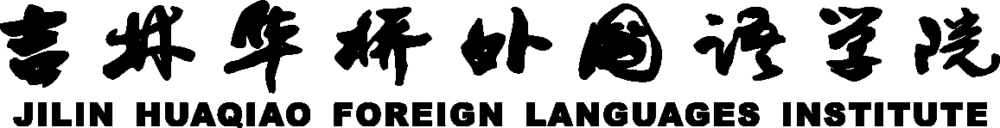 吉林华桥外国语学院
JILIN HUAQIAO FOREIGN LANGUAGES INSTITUTE